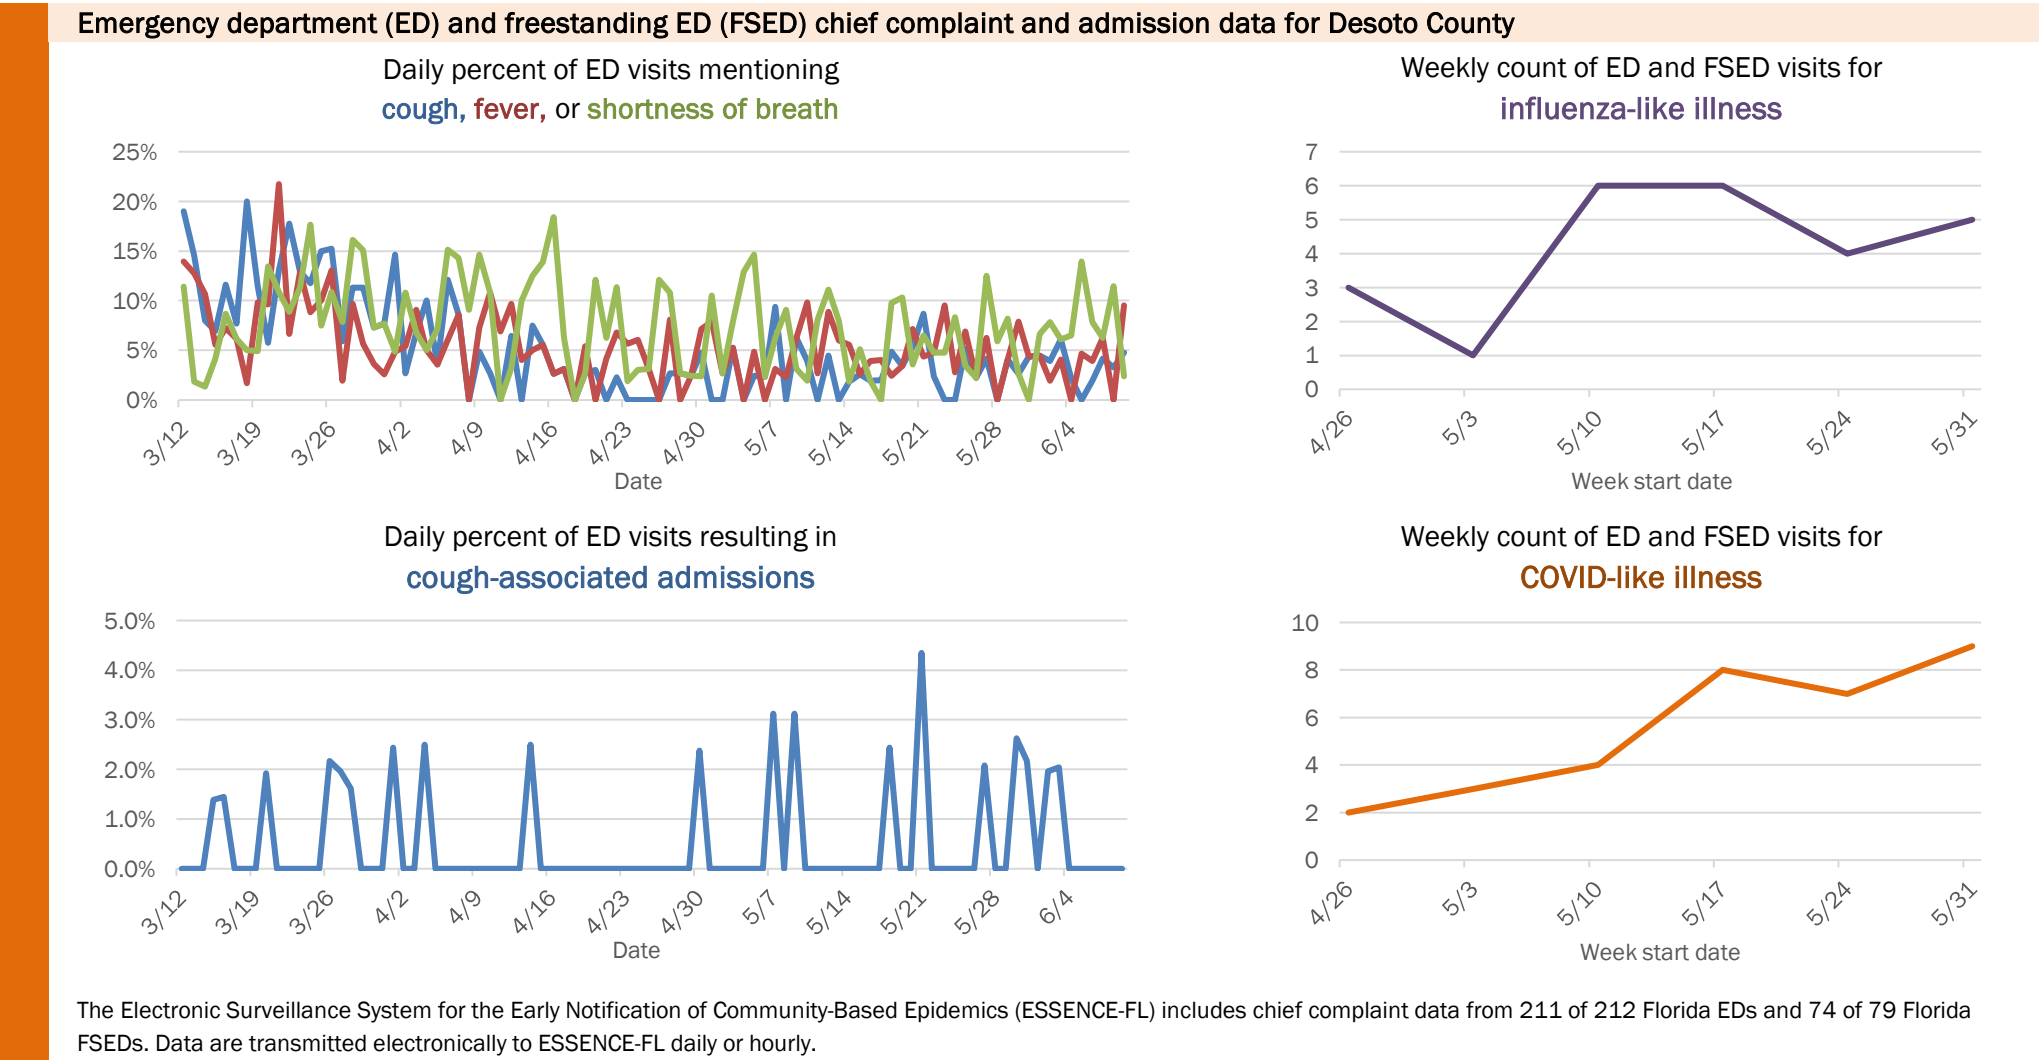 Emergency department (ED) and freestanding ED (FSED) chief complaint and admission data for Desoto County
Daily percent of ED visits mentioning
cough, fever, or shortness of breath
25%
20%
15%
10%
5%
0%
3/12 3/19 3/26 4/2 4/9 4/16 4/23 4/30 5/7 5/14 5/21 5/28 6/4
Date
Weekly count of ED and FSED visits for
influenza-like illness
7
6
5
4
3
2
1
0
4/26 5/3 5/10 5/17 5/24 5/31
Week start date
Daily percent of ED visits resulting in
cough-associated admissions
5.0%
4.0%
3.0%
2.0%
1.0%
0.0%
3/12 3/19 3/26 4/2 4/9 4/16 4/23 4/30 5/7 5/14 5/21 5/28 6/4
Date
Weekly count of ED and FSED visits for
COVID-like illness
10
8
6
4
2
0
4/26 5/3 5/10 5/17 5/24 5/31
Week start date
The Electronic Surveillance System for the Early Notification of Community-Based Epidemics (ESSENCE-FL) includes chief complaint data from 211 of 212 Florida EDs and 74 of 79 Florida
FSEDs. Data are transmitted electronically to ESSENCE-FL daily or hourly.